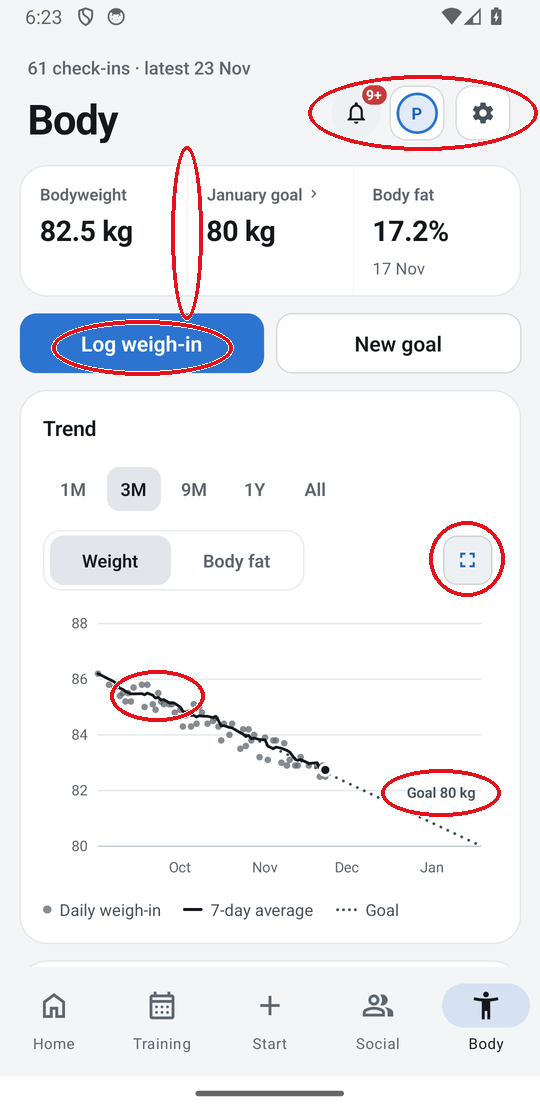 6:23
61 check-ins · latest 23 Nov
Body
9+
P
Bodyweight
82.5 kg
January goal
80 kg
Body fat
17.2%
17 Nov
Log weigh-in
New goal
Trend
1M 3M 9M 1Y All
Weight Body fat
88
86
84
82
80
Goal 80 kg
Oct Nov Dec Jan
Daily weigh-in 7-day average Goal
Home Training Start Social Body